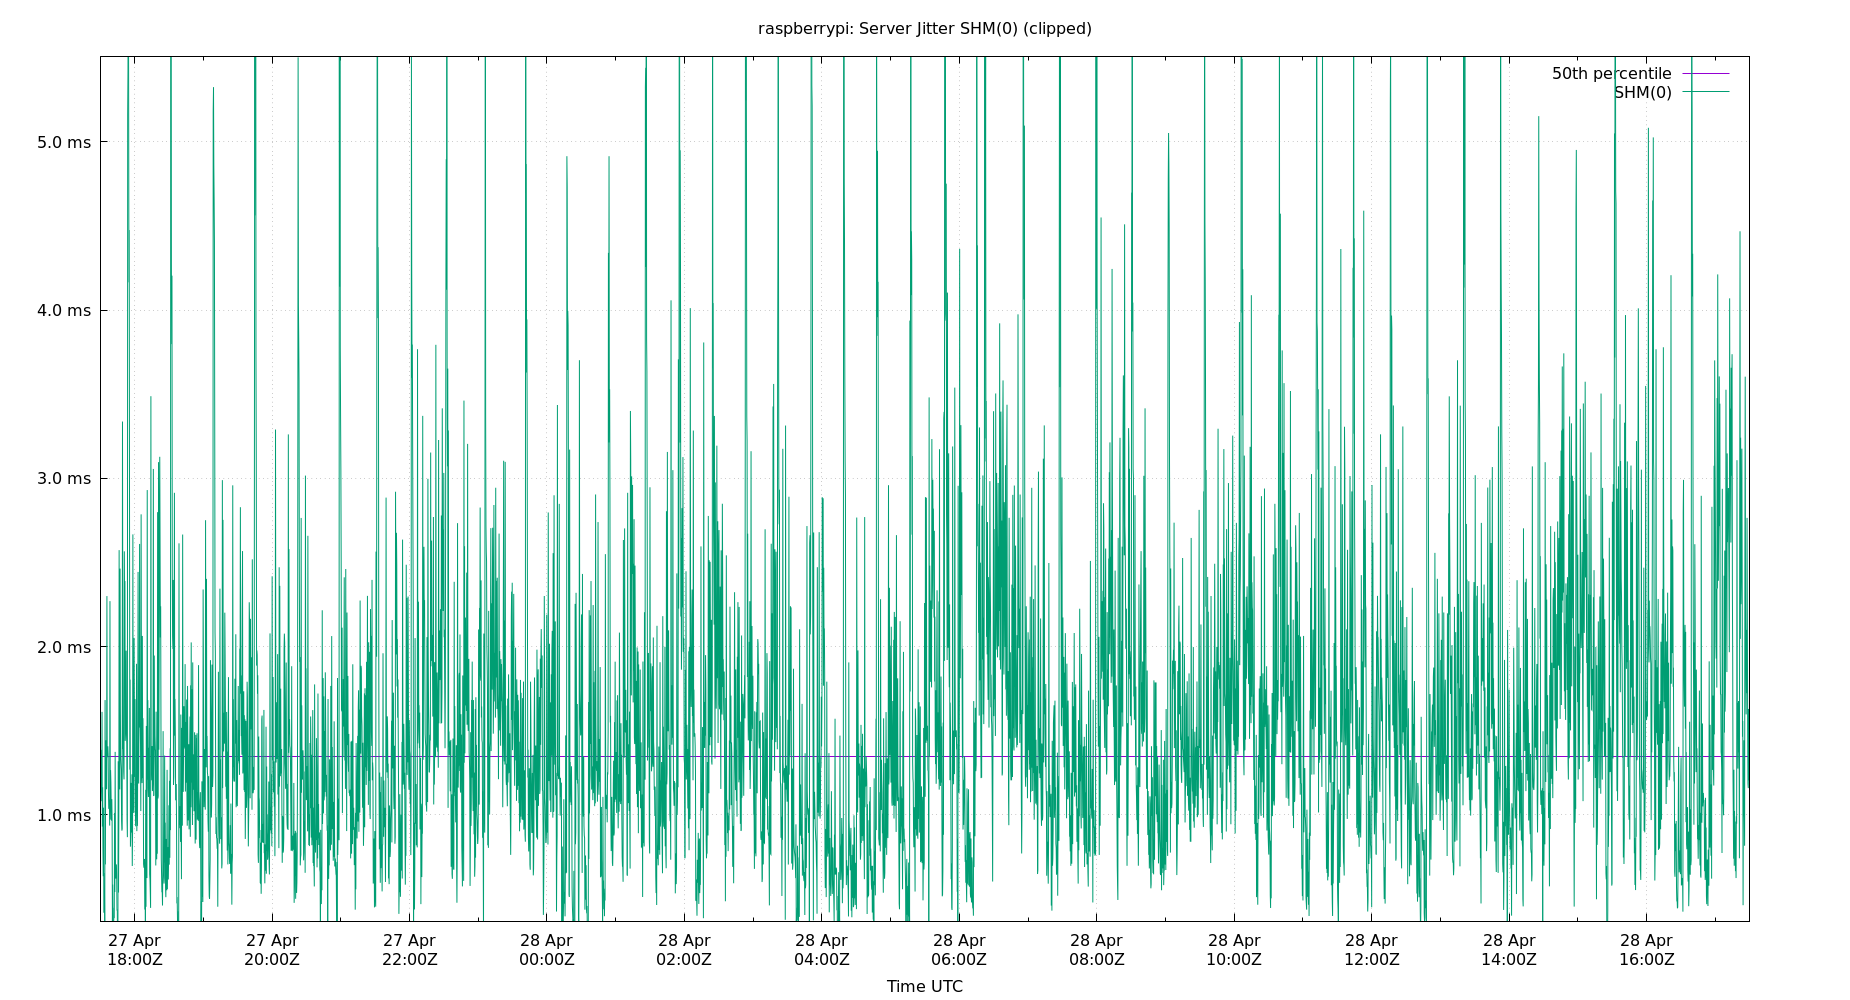 raspberrypi: Server Jitter SHM(0) (clipped)
50th percentile
SHM(0)
5.0 ms
4.0 ms
3.0 ms
2.0 ms
1.0 ms
27 Apr 27 Apr 27 Apr 28 Apr 28 Apr 28 Apr 28 Apr 28 Apr 28 Apr 28 Apr 28 Apr 28 Apr
18:00Z 20:00Z 22:00Z 00:00Z 02:00Z 04:00Z 06:00Z 08:00Z 10:00Z 12:00Z 14:00Z 16:00Z
Time UTC